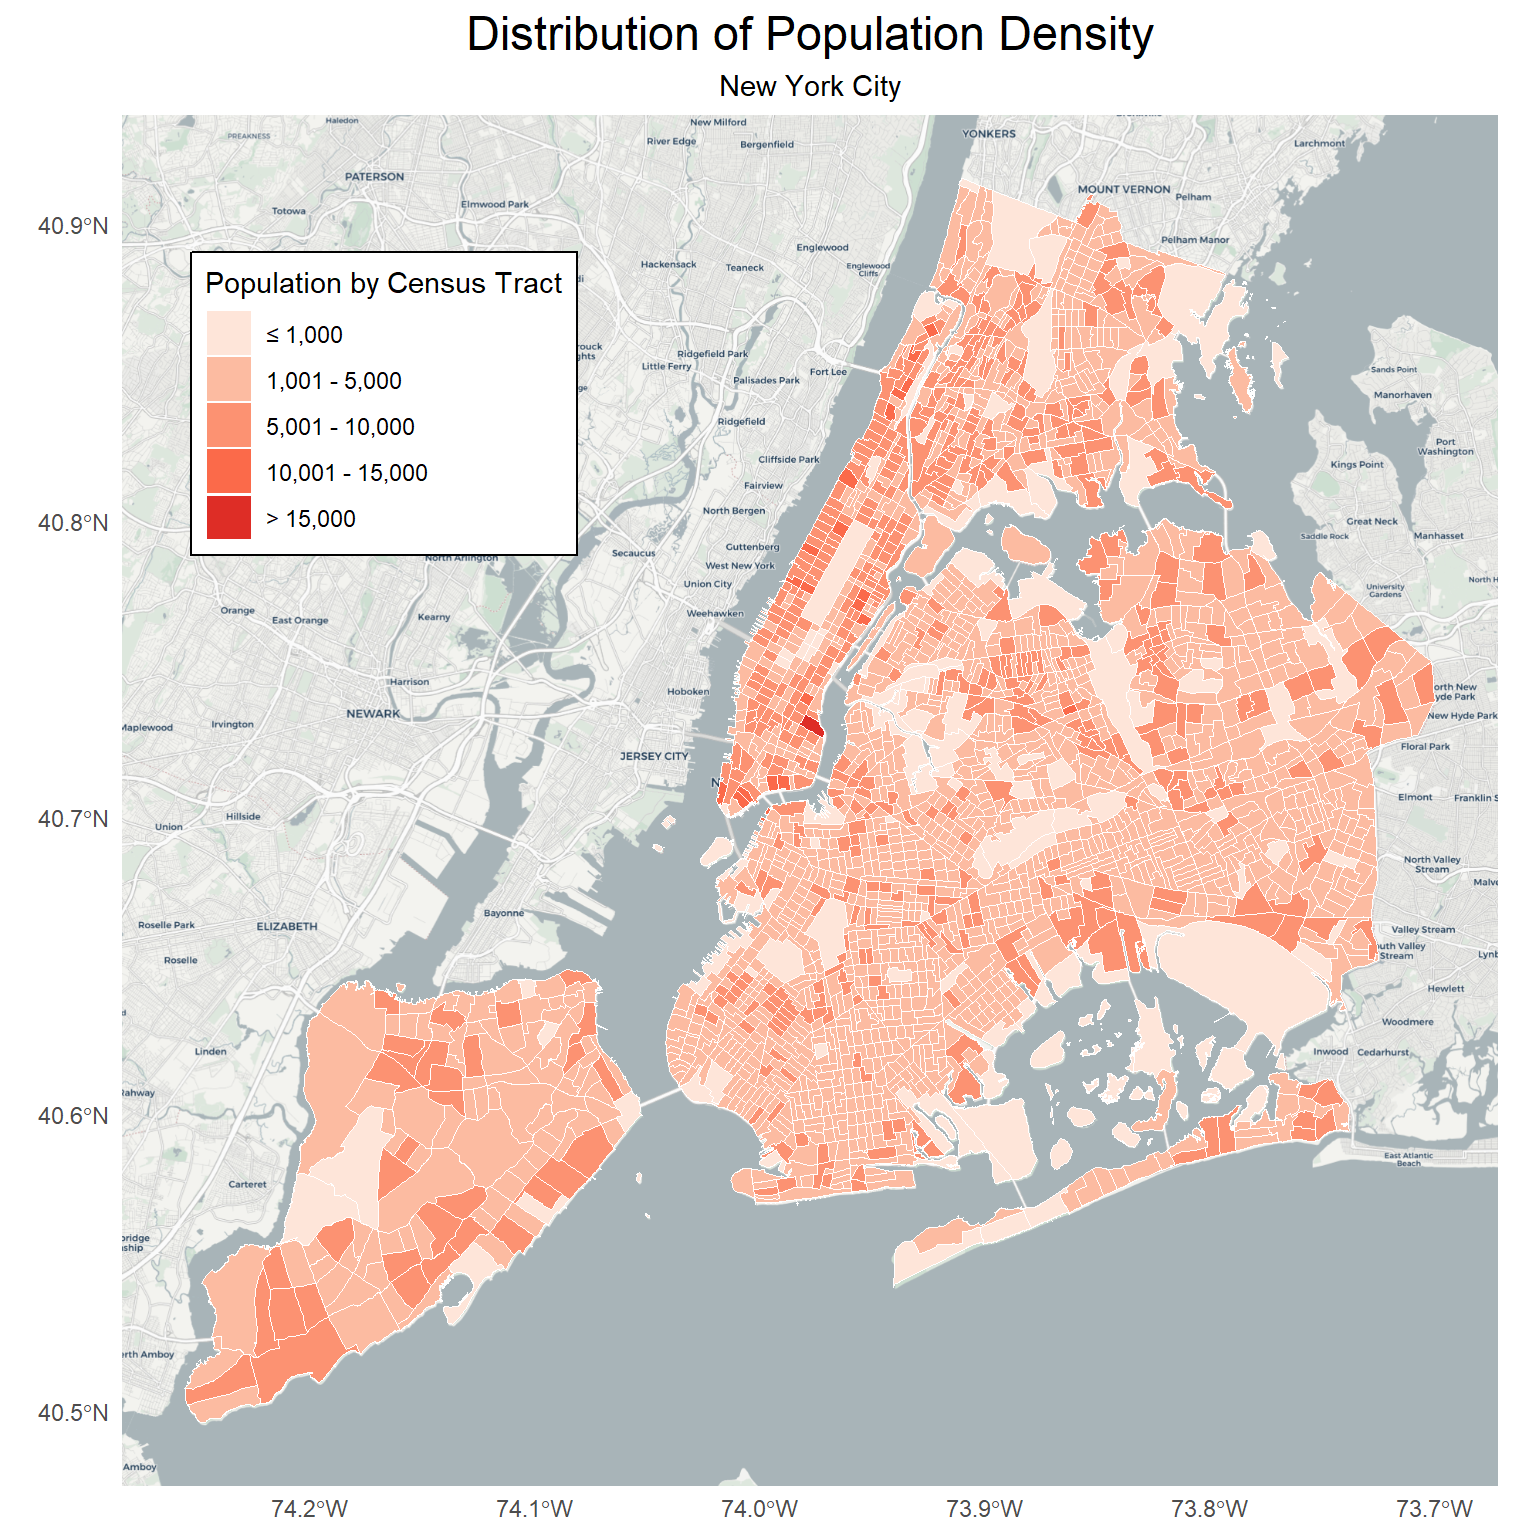 Distribution of Population Density
New York City
Haledon
New Milford
YONKERS
PREAKNESS
River Edge
Bergenfield
Larchmont
PATERSON
MOUNT VERNON
Pelham
Totowa
Elmwood Park
40.9°N
Pelham Manor
Englewood
Hackensack
Teaneck
Englewood
Cliffs
Population by Census Tract
≤ 1,000
1,001 - 5,000
5,001 - 10,000
10,001 - 15,000
> 15,000
Ridgefield Park
Little Ferry
Fort Lee
Palisades Park
Sands Point
Manorhaven
Ridgefield
Port
Washington
Cliffside Park
Kings Point
Fairview
North Bergen
40.8°N
Great Neck
Saddle Rock
Manhasset
Guttenberg
Secaucus
North Arlington
West New York
Union City
University
Gardens
North H
Orange
East Orange
Kearny
Weehawken
Harrison
Hoboken
orth New
yde Park
NEWARK
New Hyde Park
Maplewood
Irvington
JERSEY CITY
Floral Park
N
Elmont
Franklin S
40.7°N
Hillside
Union
North Valley
Stream
Malve
Bayonne
Roselle Park
ELIZABETH
Valley Stream
outh Valley
Stream
Lynb
Roselle
Hewlett
Woodmere
Linden
Inwood
Cedarhurst
Rahway
40.6°N
East Atlantic
Beach
Carteret
bridge
nship
rth Amboy
40.5°N
Amboy
74.2°W
74.1°W
74.0°W
73.9°W
73.8°W
73.7°W